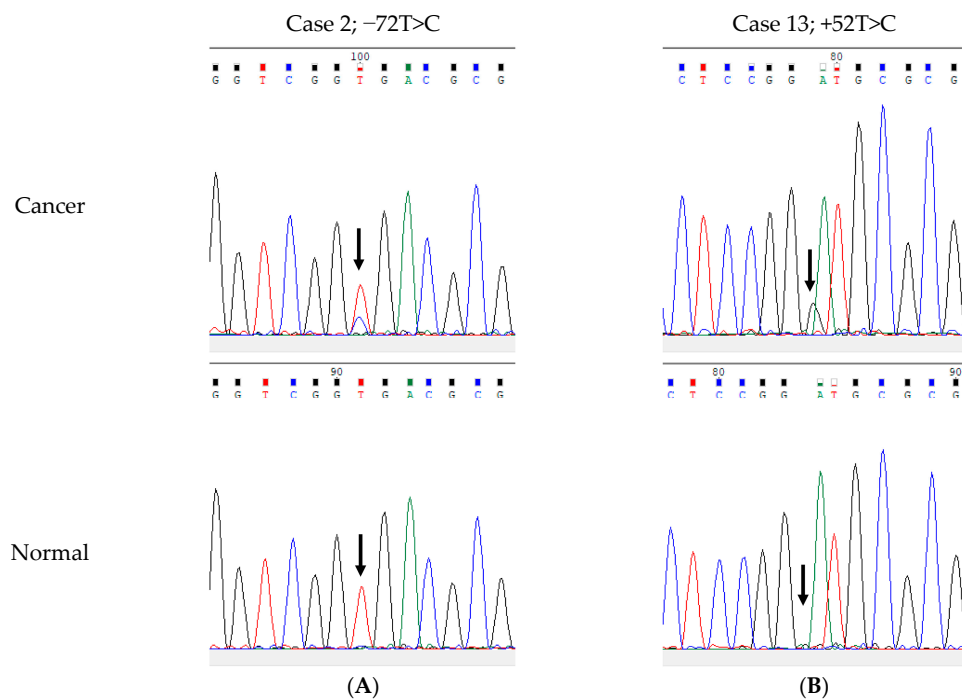 Case 2; −72T>C
Case 13; +52T>C
100
G G T C G G T G A C G C G
80
C T C C G G A T G C G C G
Cancer
90
G G T C G G T G A C G C G
80 90
C T C C G G A T G C G C G
Normal
(A)
(B)